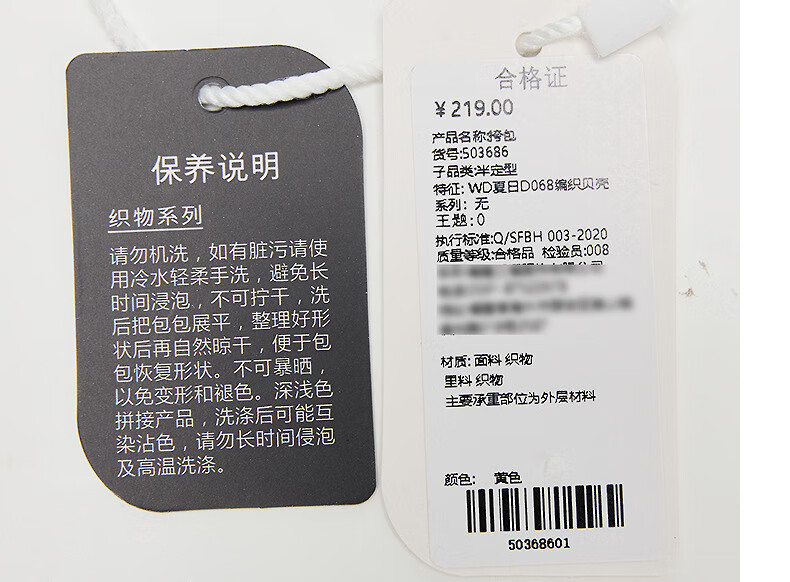 保养说明
织物系列
请勿机洗，如有脏污请使
用冷水轻柔手洗，避免长
时间浸泡，不可拧干，洗
后把包包展平，整理好形
状后再自然晾干，便于包
包恢复形状。不可暴晒，
以免变形和褪色。深浅色
拼接产品，洗涤后可能互
染沾色，请勿长时间侵泡
及高温洗涤。
合格证
￥219.00
产品名称:挎包
货号:503686
子品类:半定型
特征: WD夏日D068编织贝壳
系列: 无
主题: 0
执行标准:Q/SFBH 003-2020
质量等级:合格品 检验员:008
材质: 面料 织物
里料 织物
主要承重部位为外层材料
颜色: 黄色
50368601